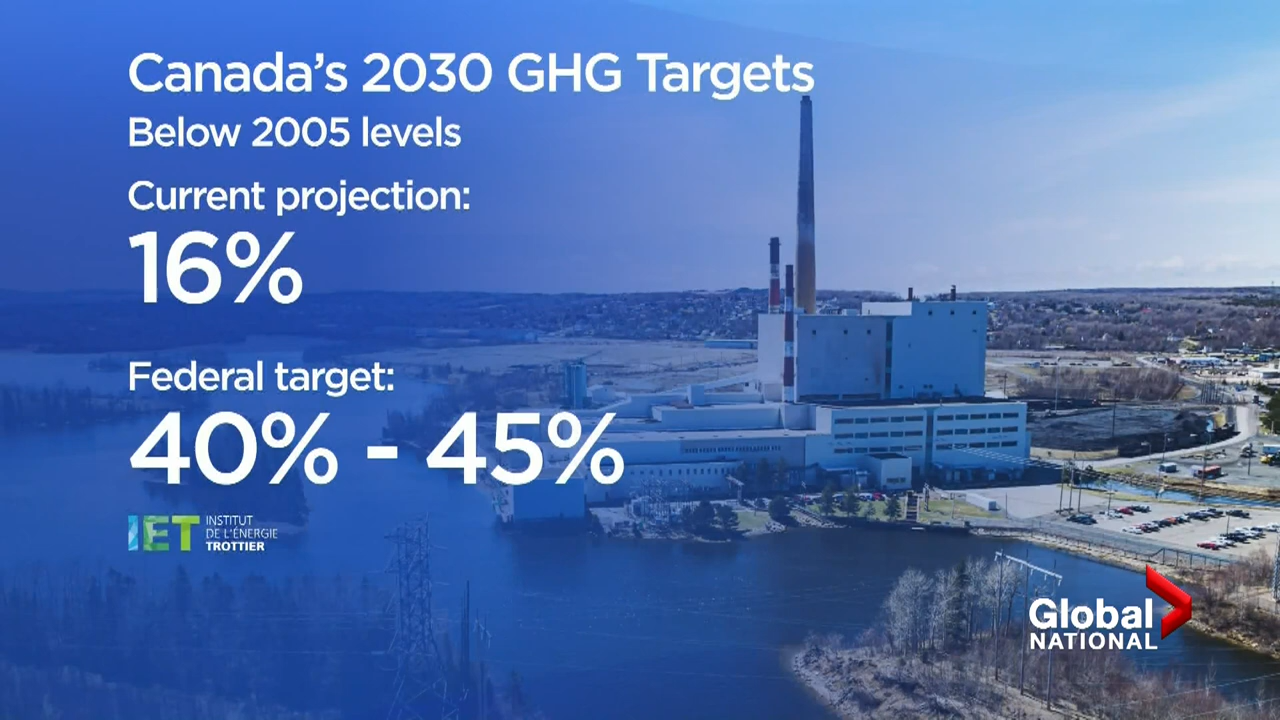 Canada's 2030 GHG Targets
Below 2005 levels
Current projection:
16%
Federal target:
40% - 45%
IET
INSTITUT
DE L'ÉNERGIE
TROTTIER
Global
NATIONAL